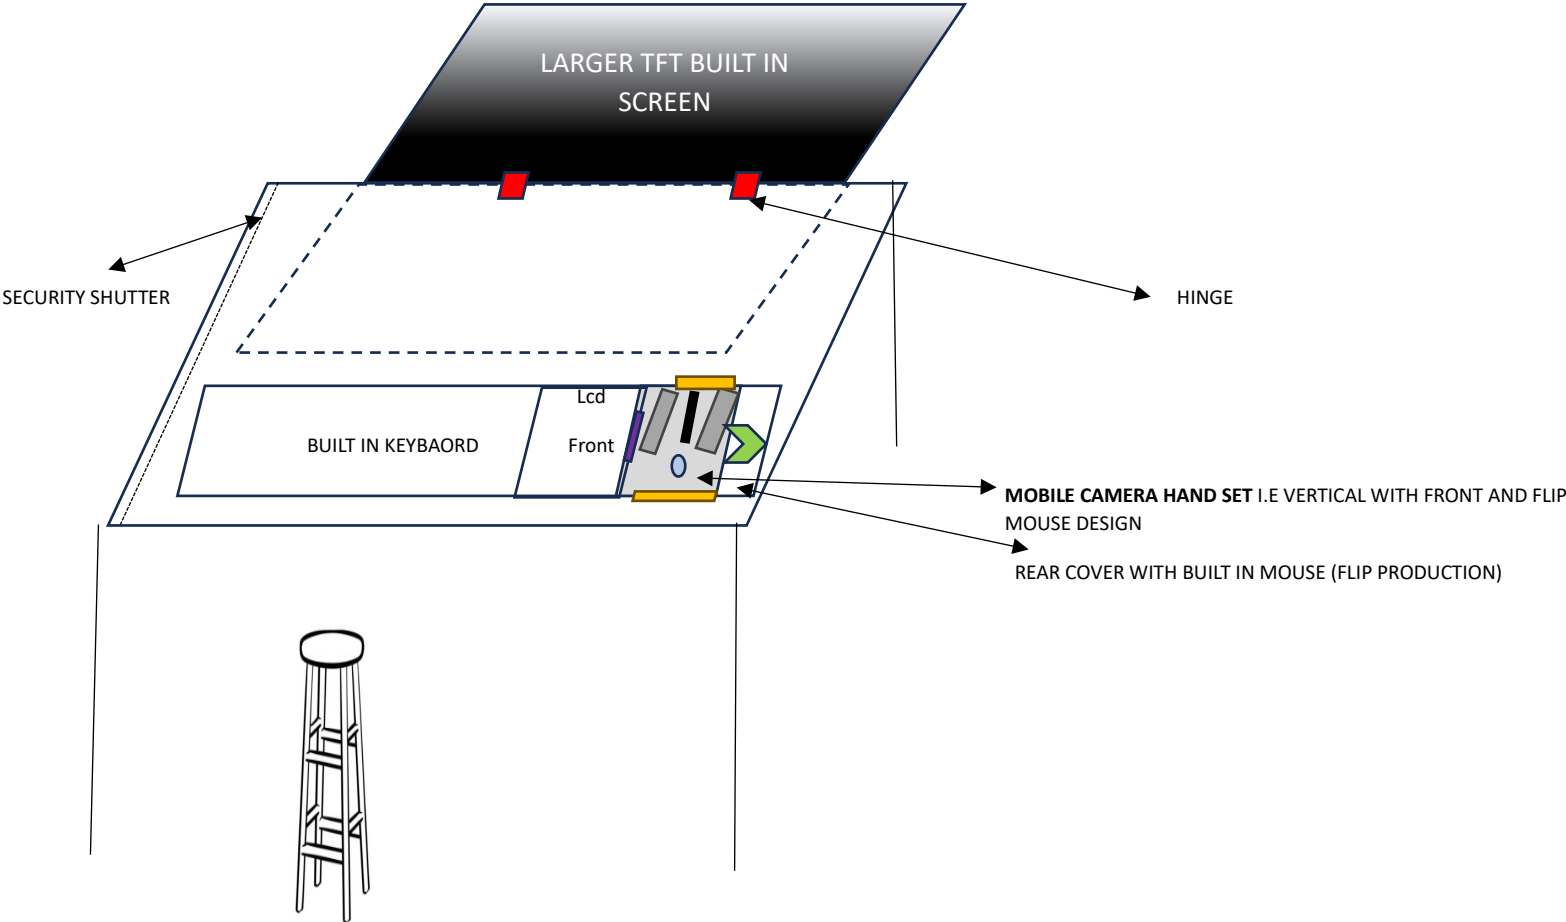 LARGER TFT BUILT IN
SCREEN
SECURITY SHUTTER
HINGE
Lcd
BUILT IN KEYBAORD
Front
MOBILE CAMERA HAND SET I.E VERTICAL WITH FRONT AND FLIP
MOUSE DESIGN
REAR COVER WITH BUILT IN MOUSE (FLIP PRODUCTION)